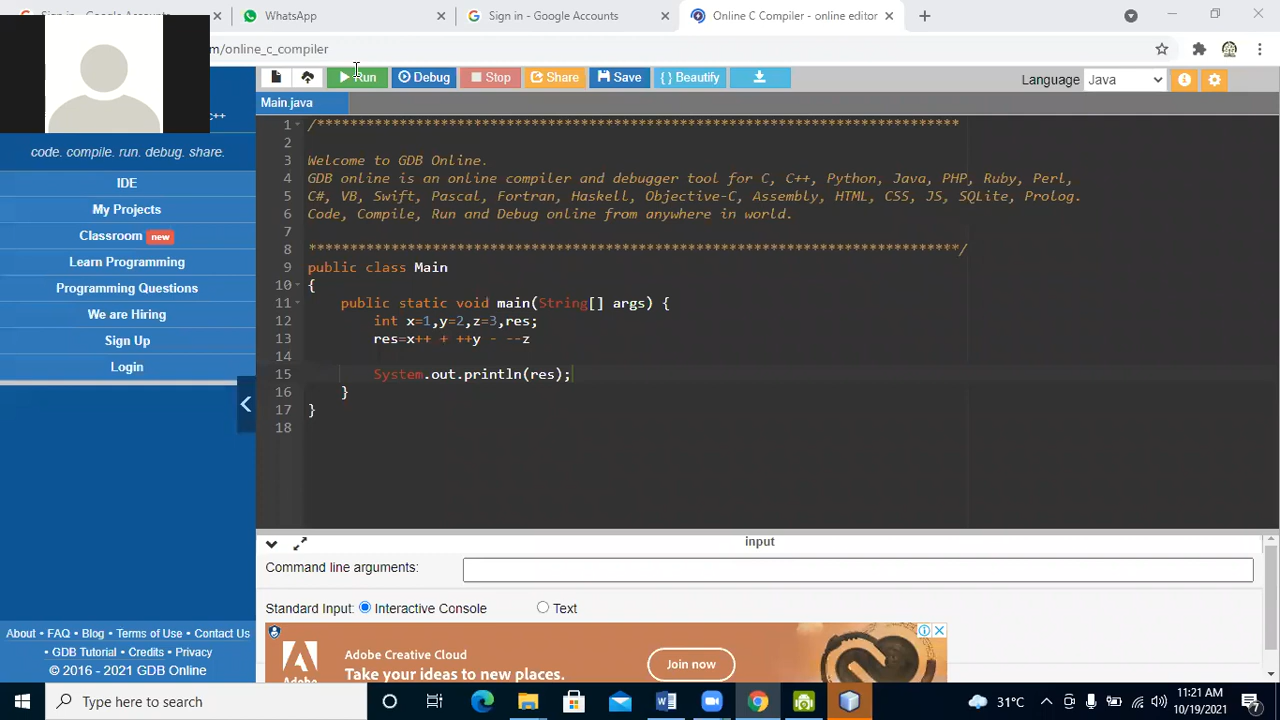 Sign in - Google Accounts
WhatsApp
Sign in - Google Accounts
Online C Compiler - online editor
m/online_c_compiler
Run
Debug
Stop
Share
Save
{ } Beautify
Language
Java
c++
Main.java
code. compile. run. debug. share.
IDE
My Projects
Classroom new
Learn Programming
Programming Questions
We are Hiring
Sign Up
Login
About • FAQ • Blog • Terms of Use • Contact Us
• GDB Tutorial • Credits • Privacy
© 2016 - 2021 GDB Online
1 /******************************************************************************
2
3 Welcome to GDB Online.
4 GDB online is an online compiler and debugger tool for C, C++, Python, Java, PHP, Ruby, Perl,
5 C#, VB, Swift, Pascal, Fortran, Haskell, Objective-C, Assembly, HTML, CSS, JS, SQLite, Prolog.
6 Code, Compile, Run and Debug online from anywhere in world.
7
8 *******************************************************************************/
9 public class Main
10 {
11 public static void main(String[] args) {
12 int x=1,y=2,z=3,res;
13 res=x++ + ++y - --z
14
15 System.out.println(res);
16 }
17 }
18
input
Command line arguments:
Standard Input: Interactive Console Text
Adobe
Adobe Creative Cloud
Take your ideas to new places.
Join now
Type here to search
31°C
11:21 AM
10/19/2021
7